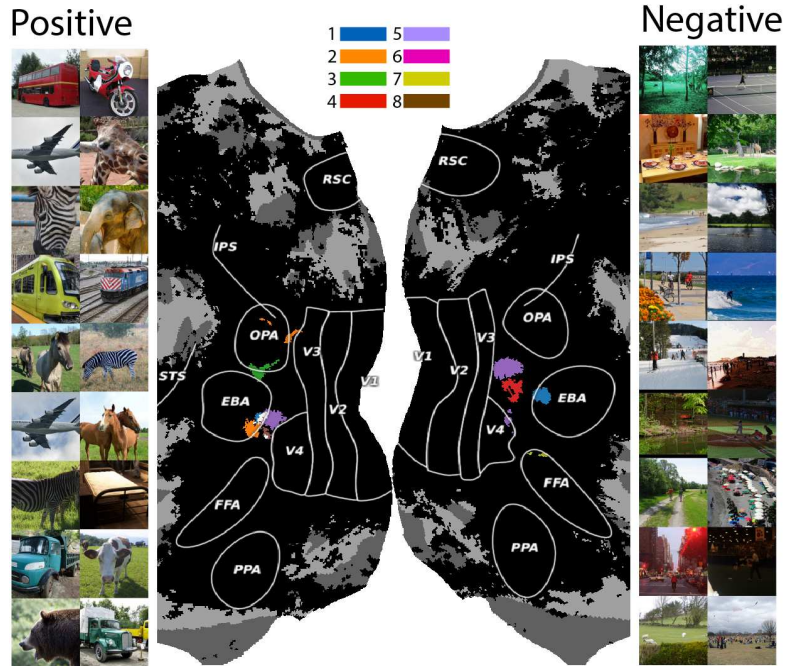 Positive
Negative
1 5
2 6
3 7
4 8
RSC
RSC
IPS
IPS
OPA
OPA
V3
V3
STS
V1
V1
V2
V2
EBA
EBA
V4
V4
FFA
FFA
PPA
PPA